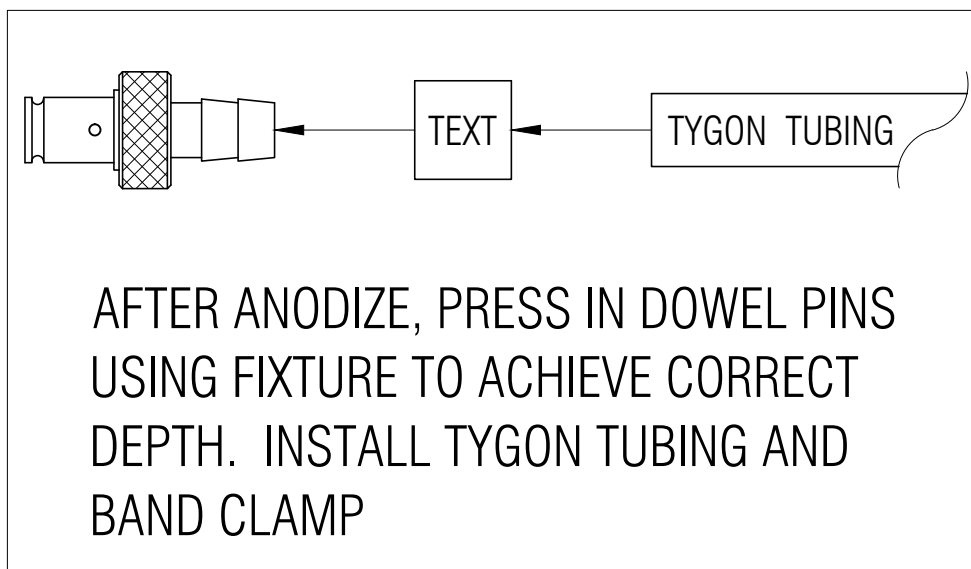 TEXT
TYGON TUBING
AFTER ANODIZE, PRESS IN DOWEL PINS
USING FIXTURE TO ACHIEVE CORRECT
DEPTH. INSTALL TYGON TUBING AND
BAND CLAMP